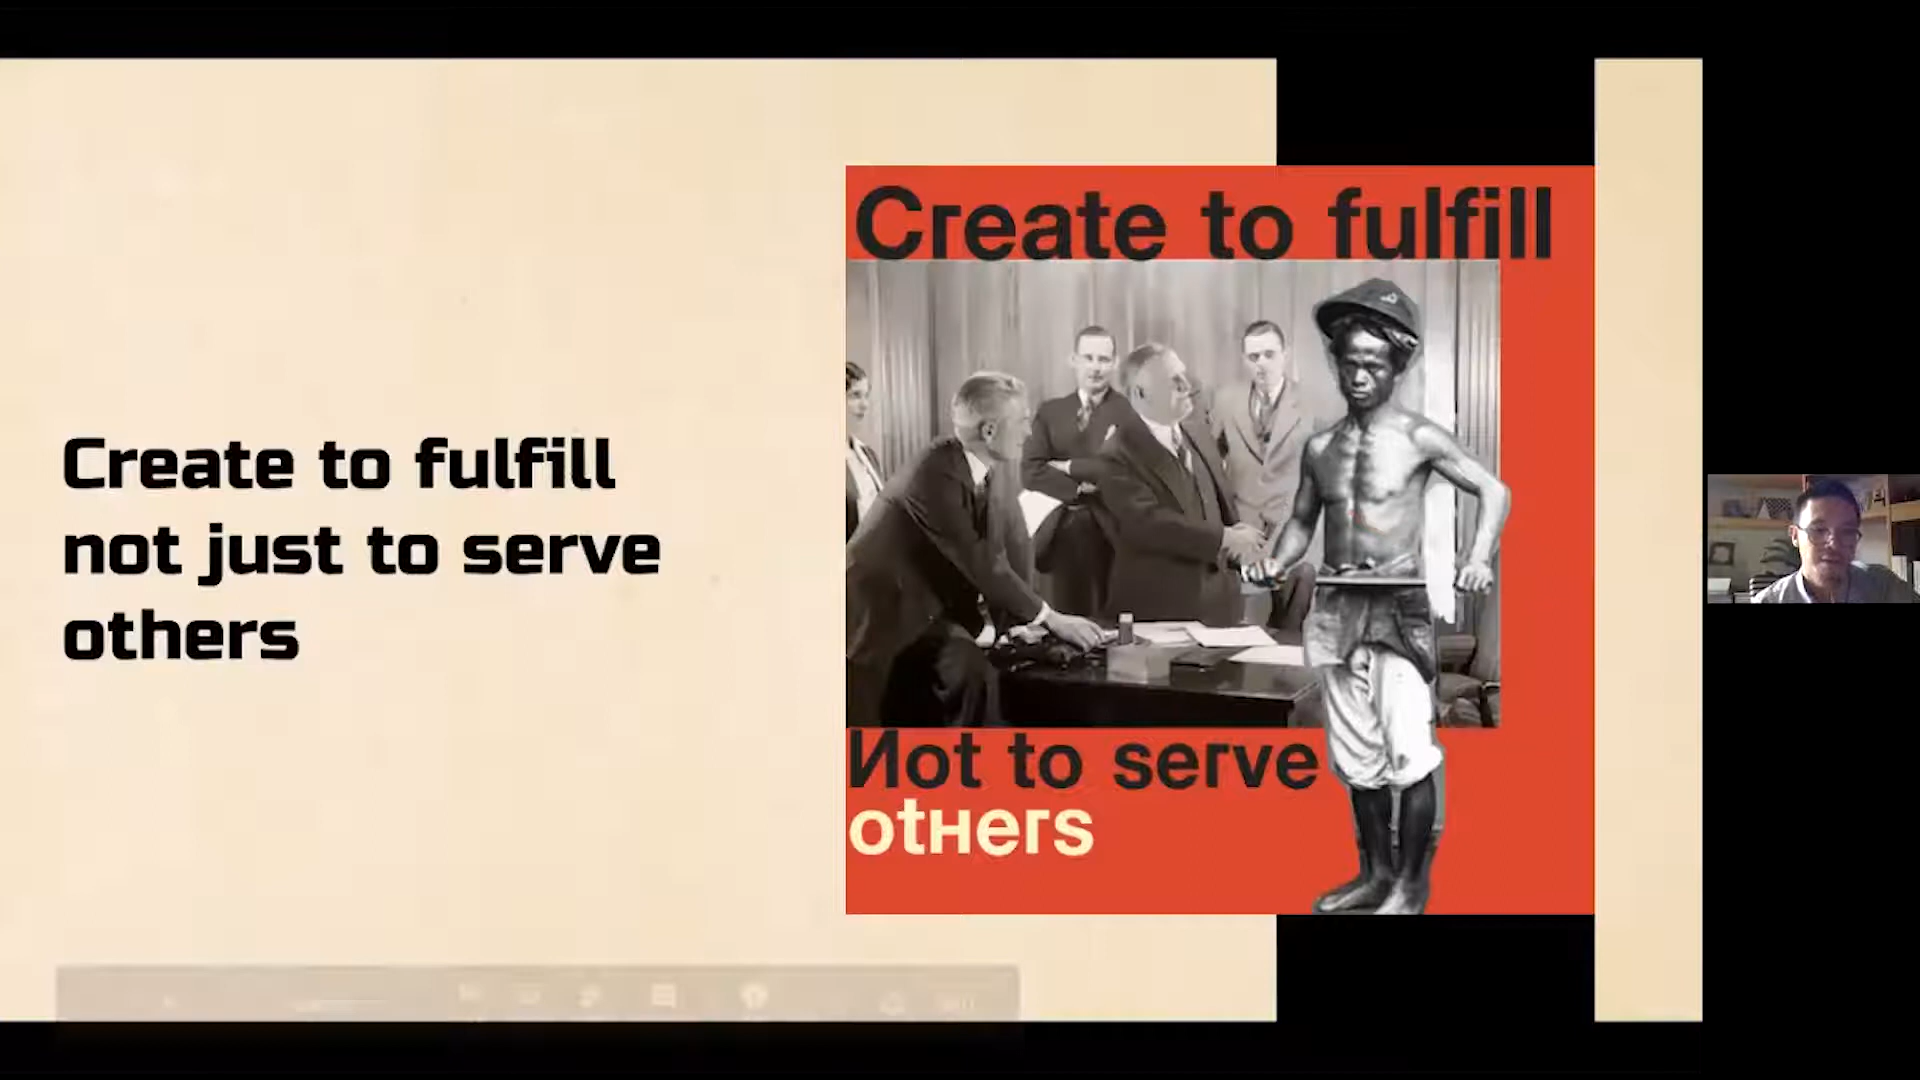 Create to fulfill
not just to serve
others
Create to fulfill
Иot to serve
otнers